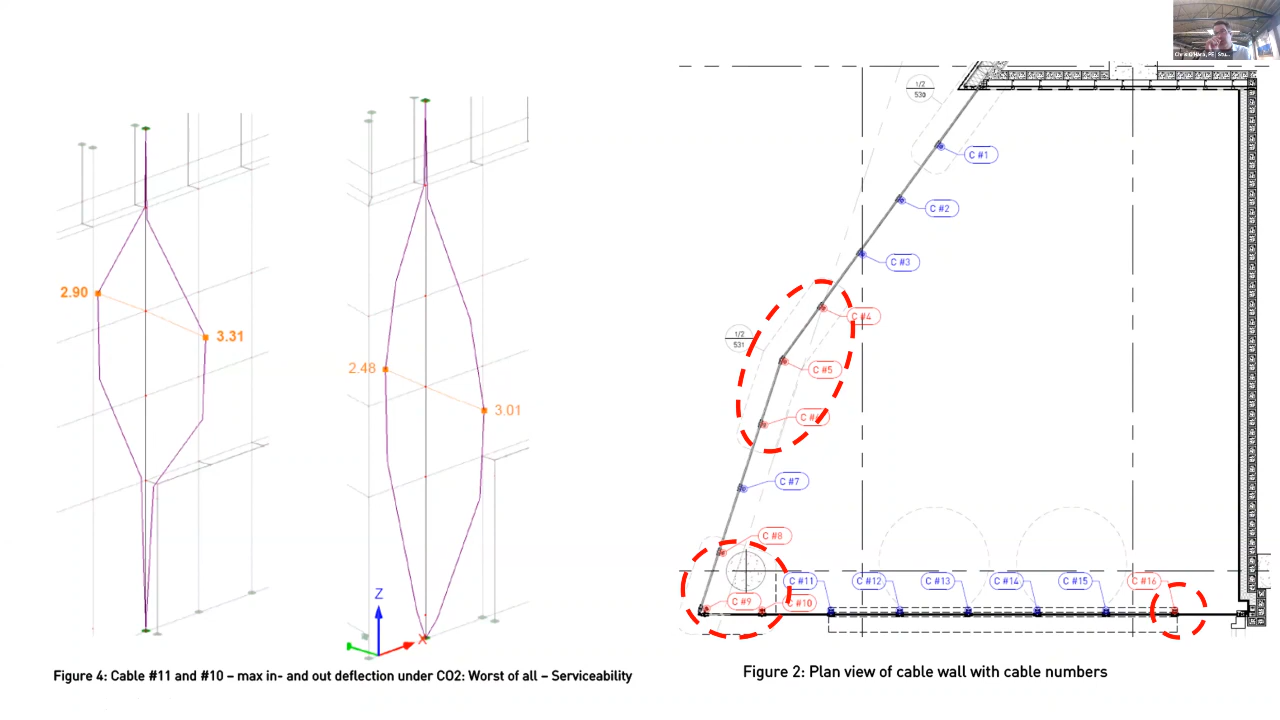 2.90
3.31
2.48
3.01
Z
X
Figure 4: Cable #11 and #10 – max in- and out deflection under CO2: Worst of all – Serviceability
1/2
530
C #1
C #2
C #3
C #4
1/2
531
C #5
C #6
C #7
C #8
C #9
C #10
C #11
C #12
C #13
C #14
C #15
C #16
Figure 2: Plan view of cable wall with cable numbers